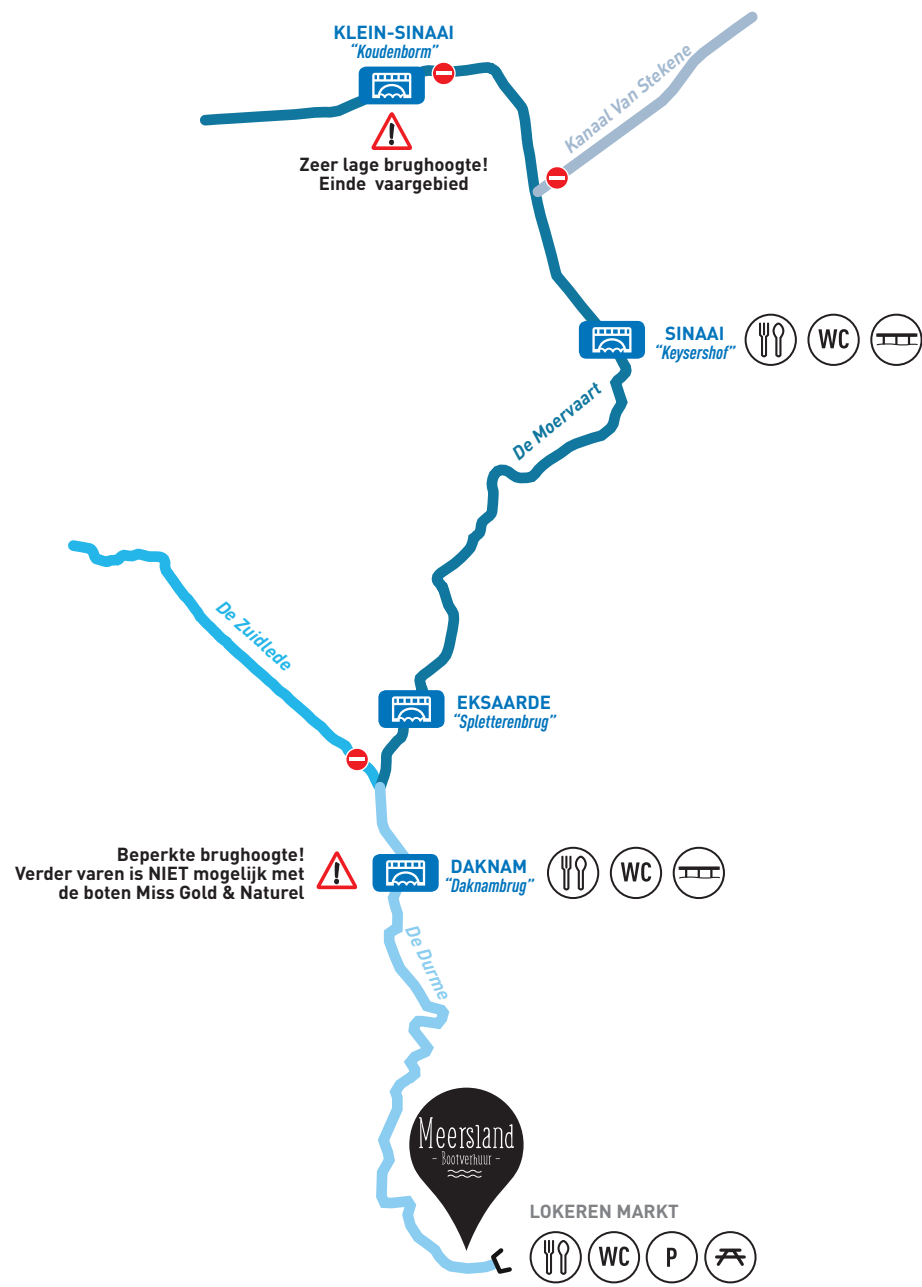 KLEIN-SINAAI
“Koudenborm”
Kanaal Van Stekene
Zeer lage brughoogte!
Einde vaargebied
SINAAI
“Keysershof”
WC
De Moervaart
De Zuidlede
EKSAARDE
“Spletterenbrug”
Beperkte brughoogte!
Verder varen is NIET mogelijk met
de boten Miss Gold & Naturel
DAKNAM
“Daknambrug”
WC
De Durme
Meersland
- Bootverhuur -
LOKEREN MARKT
WC
P